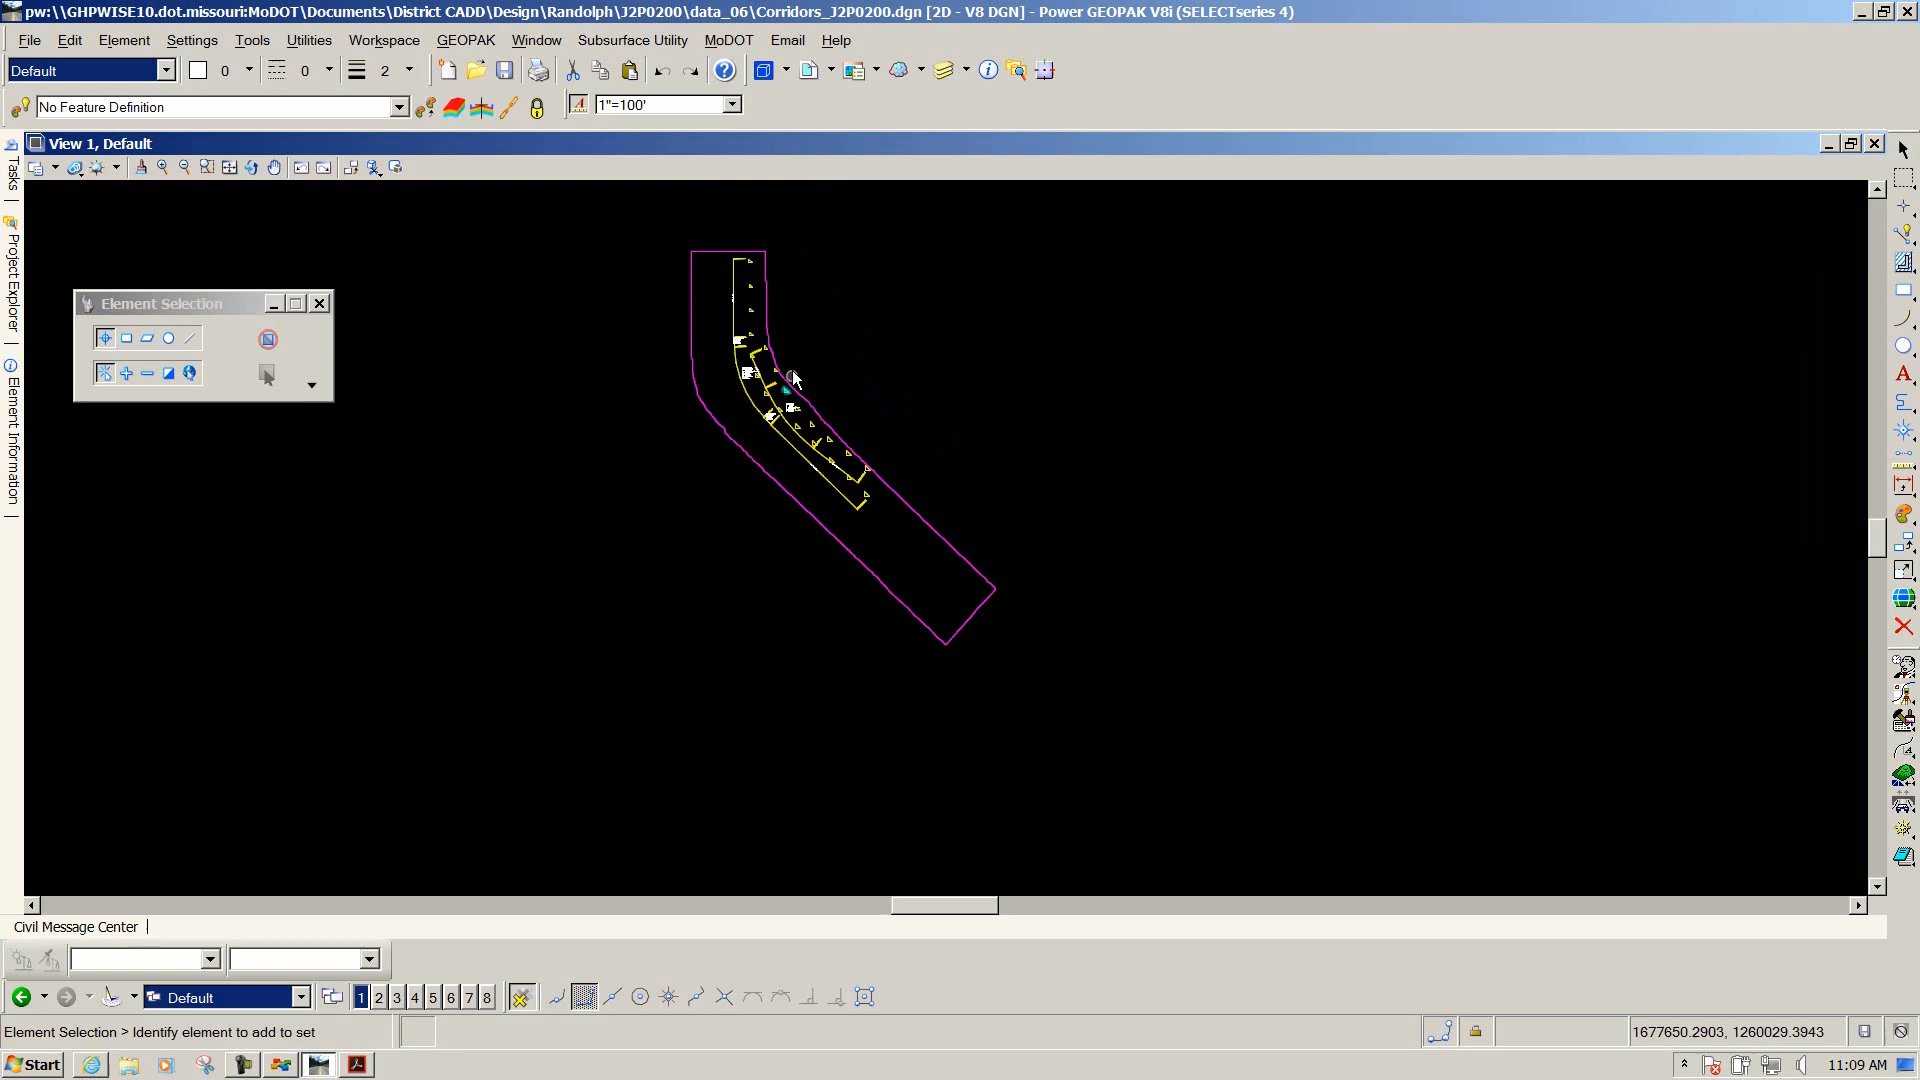 pw:\\GHPWISE10.dot.missouri:MoDOT\Documents\District CADD\Design\Randolph\J2P0200\data_06\Corridors_J2P0200.dgn [2D - V8 DGN] - Power GEOPAK V8i (SELECTseries 4)
File Edit Element Settings Tools Utilities Workspace GEOPAK Window Subsurface Utility MoDOT Email Help
Default 0 0 2
No Feature Definition 1"=100'
View 1, Default
Tasks
Project Explorer
Element Information
Element Selection
Civil Message Center
Default 1 2 3 4 5 6 7 8
Element Selection > Identify element to add to set 1677650.2903, 1260029.3943
Start 11:09 AM